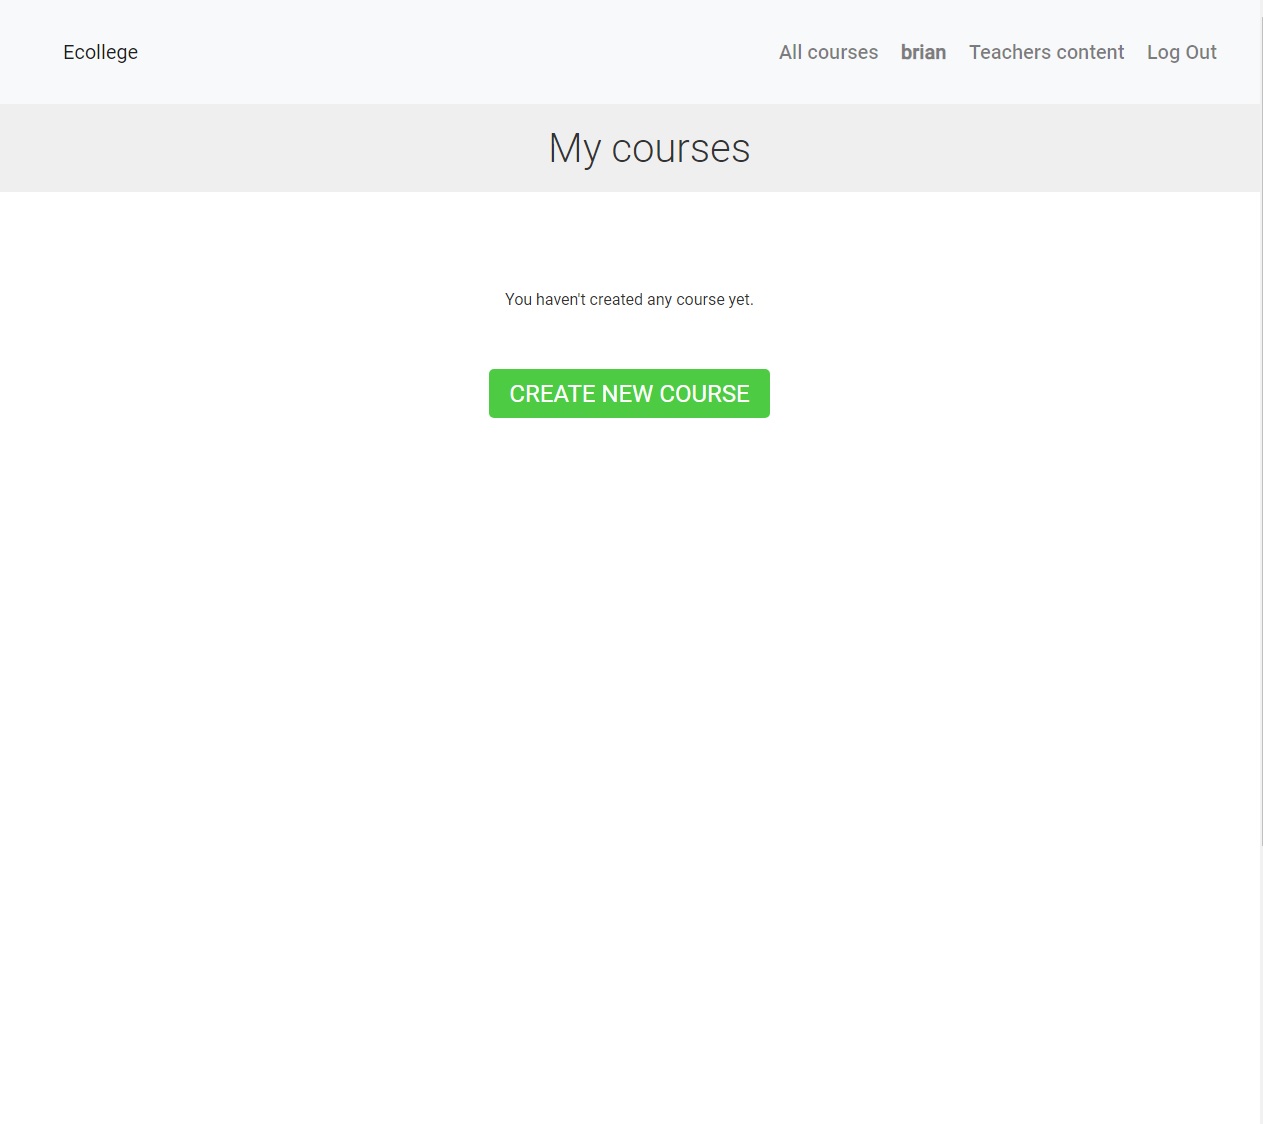 Ecollege All courses brian Teachers content Log Out
My courses
You haven't created any course yet.
CREATE NEW COURSE